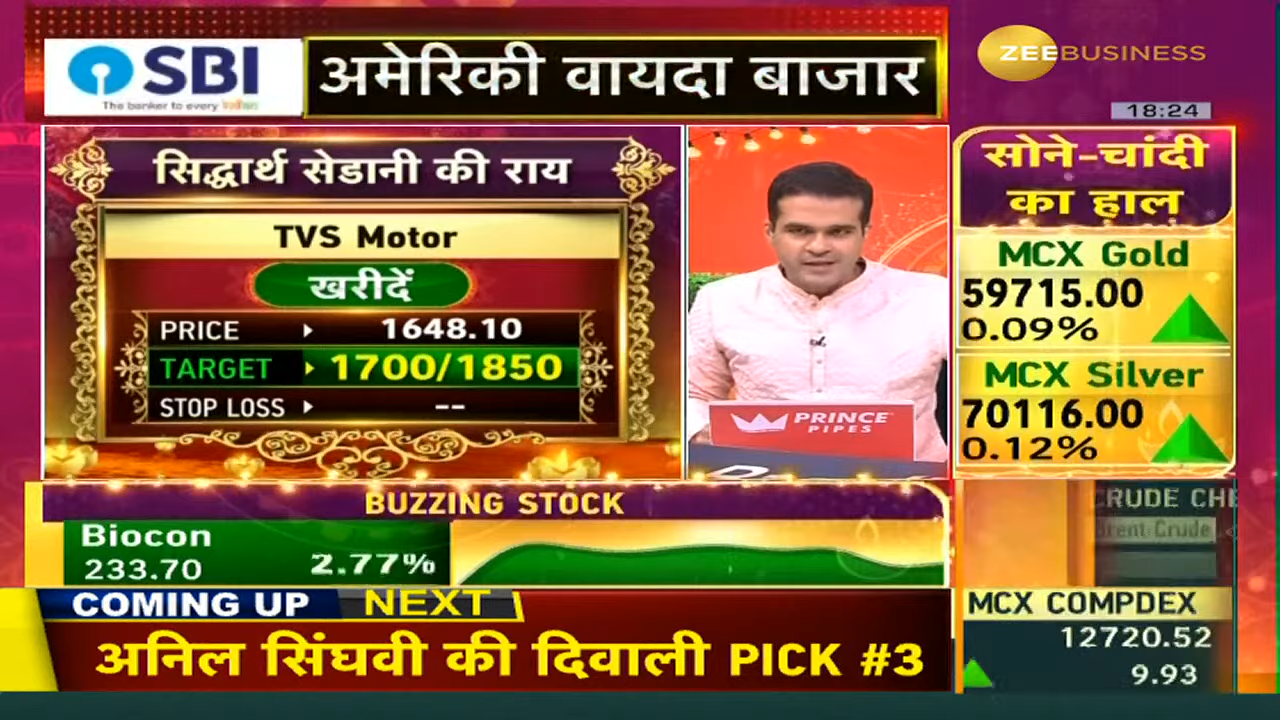 SBI
The banker to every
अमेरिकी वायदा बाजार
ZEEBUSINESS
18:24
सिद्धार्थ सेडानी की राय
TVS Motor
खरीदें
PRICE 1648.10
TARGET 1700/1850
STOP LOSS --
PRINCE
PIPES
सोने-चांदी
का हाल
MCX Gold
59715.00
0.09%
MCX Silver
70116.00
0.12%
BUZZING STOCK
Biocon
233.70 2.77%
CRUDE CHE
Brent Crude
MCX COMPDEX
12720.52
9.93
COMING UP NEXT
अनिल सिंघवी की दिवाली PICK #3